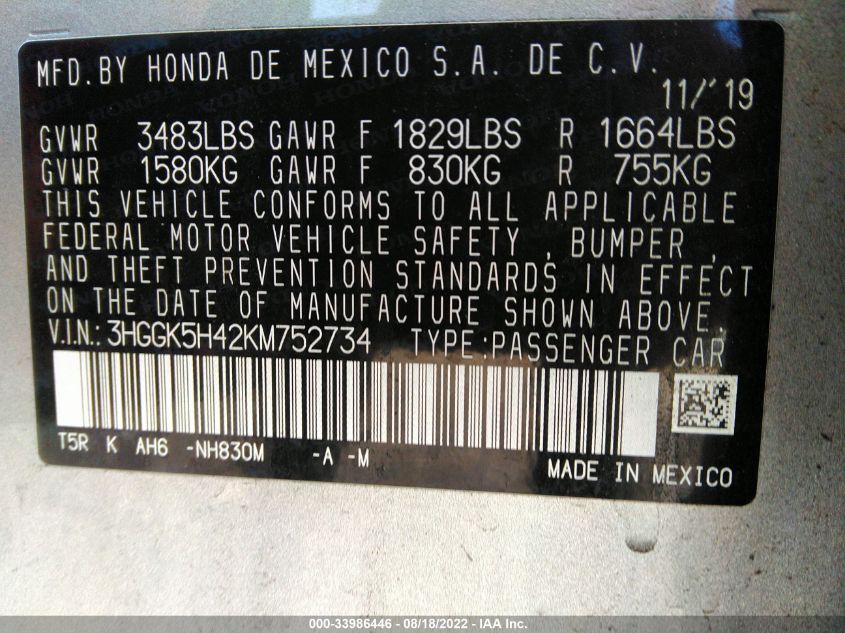 MFD.BY HONDA DE MEXICO S.A. DE C.V.
11/'19
GVWR 3483LBS GAWR F 1829LBS R 1664LBS
GVWR 1580KG GAWR F 830KG R 755KG
THIS VEHICLE CONFORMS TO ALL APPLICABLE
FEDERAL MOTOR VEHICLE SAFETY , BUMPER ,
AND THEFT PREVENTION STANDARDS IN EFFECT
ON THE DATE OF MANUFACTURE SHOWN ABOVE.
V.I.N.: 3HGGK5H42KM752734 TYPE:PASSENGER CAR
T5R K AH6 -NH830M -A -M
MADE IN MEXICO
000-33986446 - 08/18/2022 - IAA Inc.